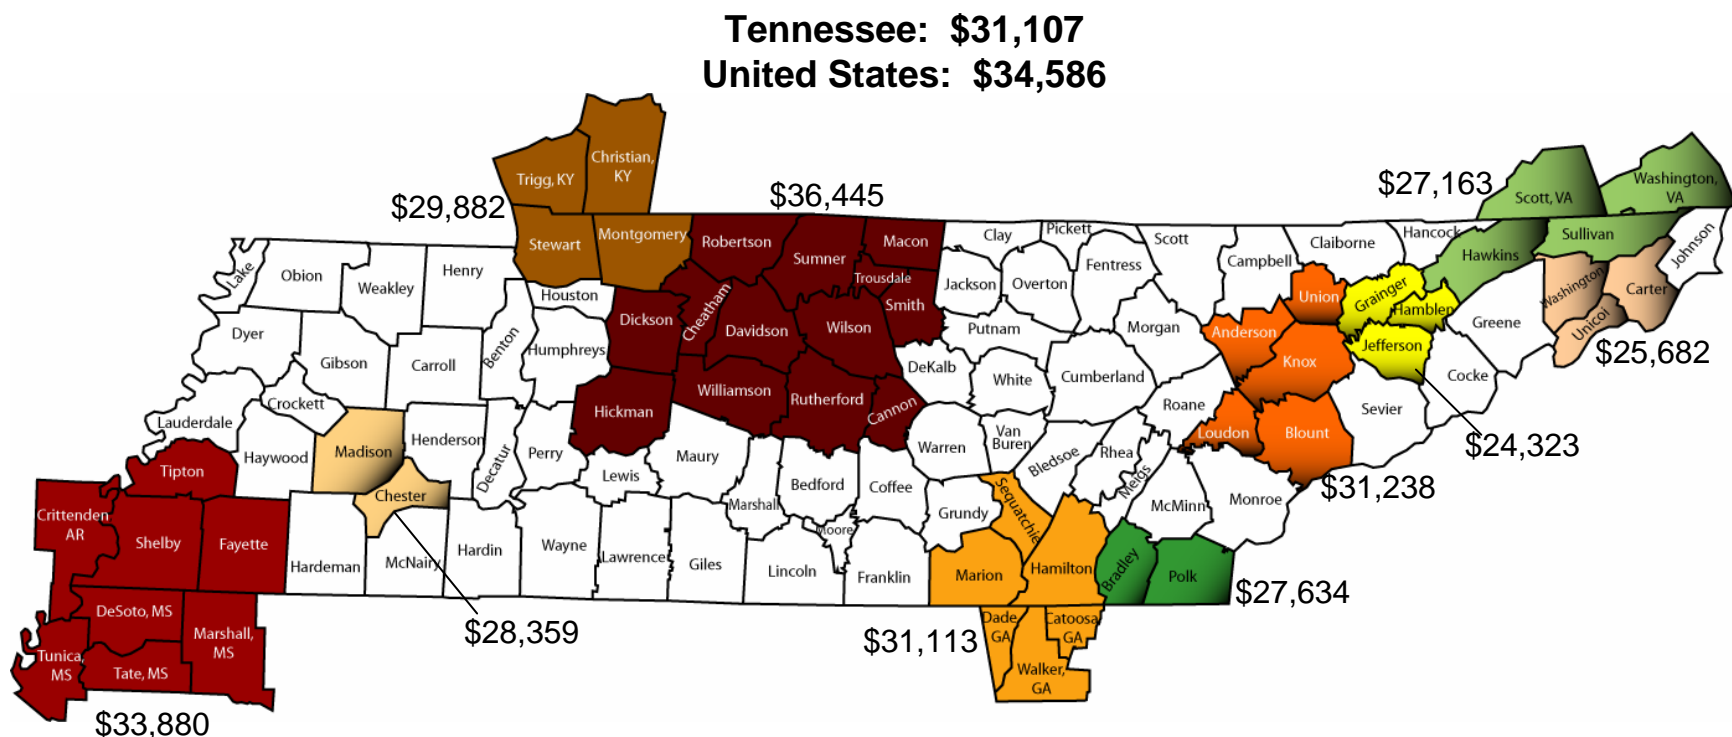 Tennessee: $31,107
United States: $34,586
Christian,
KY
Trigg, KY
$29,882
$36,445
$27,163
Scott, VA
Washington,
VA
Stewart
Montgomery
Robertson
Sumner
Macon
Trousdale
Smith
Clay
Pickett
Scott
Claiborne
Hancock
Hawkins
Sullivan
Johnson
Lake
Obion
Weakley
Henry
Houston
Dickson
Cheatham
Davidson
Wilson
Jackson
Overton
Fentress
Campbell
Union
Grainger
Hamblen
Washington
Carter
Unicoi
Greene
$25,682
Dyer
Gibson
Carroll
Benton
Humphreys
Putnam
Morgan
Anderson
Knox
Jefferson
Cocke
Crockett
Lauderdale
Hickman
Williamson
Rutherford
Cannon
DeKalb
White
Cumberland
Roane
Loudon
Blount
Sevier
$24,323
$31,238
Tipton
Haywood
Madison
Chester
Henderson
Decatur
Perry
Lewis
Maury
Marshall
Bedford
Coffee
Warren
Van
Buren
Bledsoe
Rhea
Meigs
McMinn
Monroe
Crittenden
AR
Shelby
Fayette
Hardeman
McNairy
Hardin
Wayne
Lawrence
Giles
Lincoln
Moore
Franklin
Grundy
Sequatchie
Marion
Hamilton
Bradley
Polk
$27,634
DeSoto, MS
Marshall,
MS
Tunica,
MS
Tate, MS
$33,880
$28,359
$31,113
Dade,
GA
Catoosa,
GA
Walker,
GA